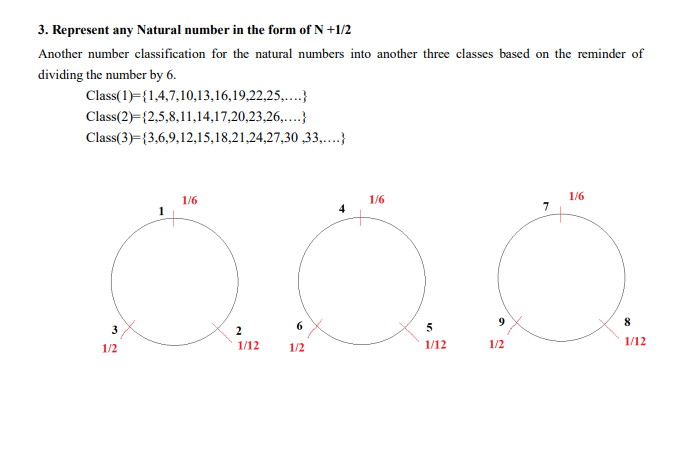 3. Represent any Natural number in the form of N +1/2
Another number classification for the natural numbers into another three classes based on the reminder of
dividing the number by 6.
Class(1)={1,4,7,10,13,16,19,22,25,….}
Class(2)={2,5,8,11,14,17,20,23,26,….}
Class(3)={3,6,9,12,15,18,21,24,27,30 ,33,….}
1/6 1/6 1/6
1 4 7
3 2 6 5 9 8
1/2 1/12 1/2 1/12 1/2 1/12